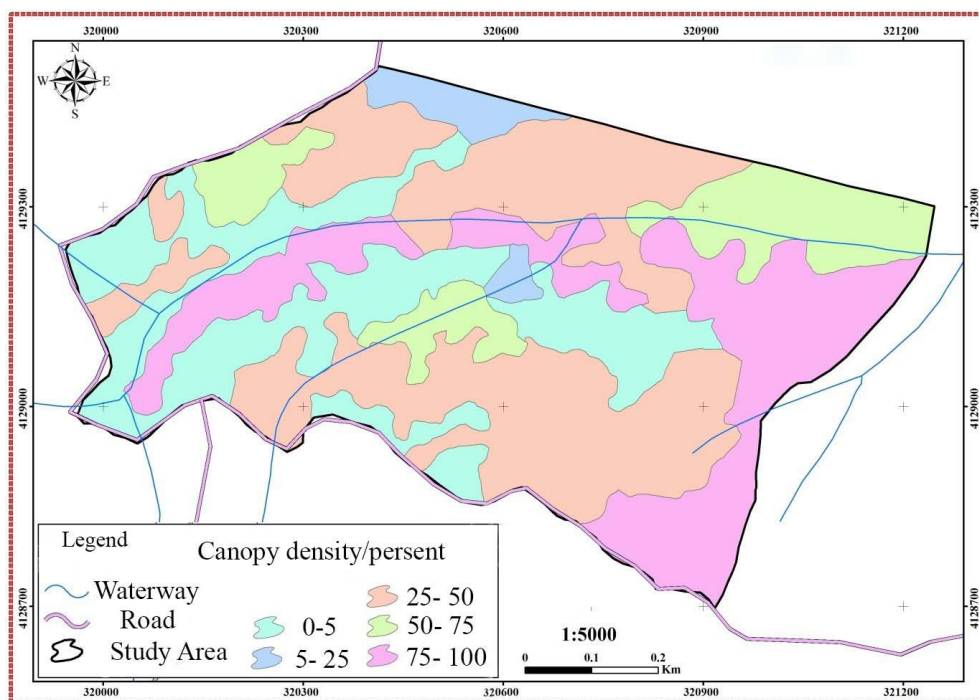 320000 320300 320600 320900 321200
N
W E
S
4129300 4129300
4129000 4129000
4128700 4128700
Legend
Canopy density/persent
Waterway
Road
Study Area
0-5
5-25
25- 50
50- 75
75- 100
1:5000
0 0.1 0.2
Km
320000 320300 320600 320900 321200